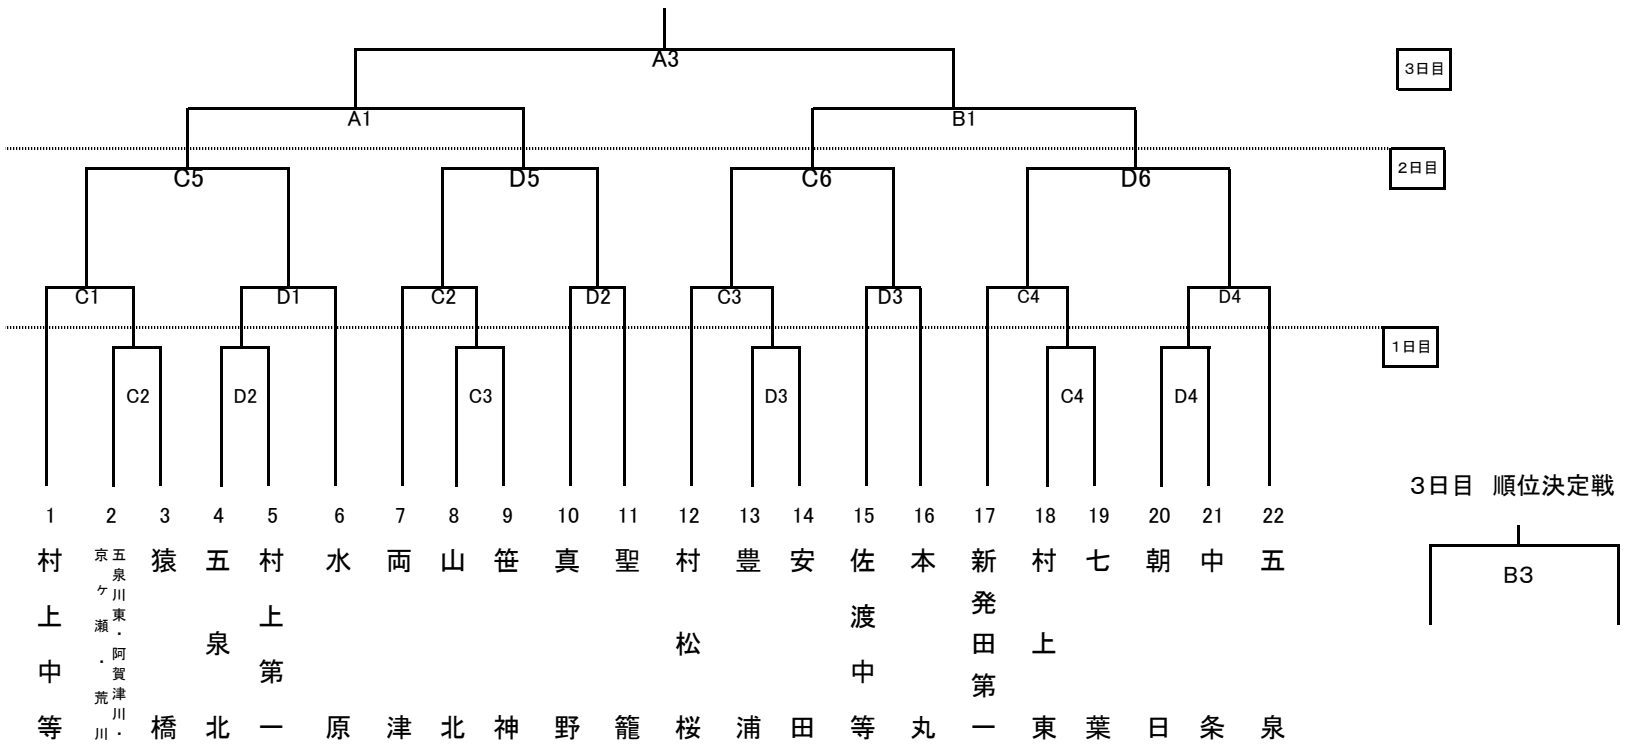 A3
3日目
A1
B1
C5
D5
C6
D6
2日目
C1
D1
C2
D2
C3
D3
C4
D4
1日目
C2
D2
C3
D3
C4
D4
3日目 順位決定戦
B3
1 2 3 4 5 6 7 8 9 10 11 12 13 14 15 16 17 18 19 20 21 22
村上中等
五泉川東・阿賀津川・
京ヶ瀬・荒川
猿橋
五泉北
村上第一
水原
両津
山北
笹神
真野
聖籠
村松桜
豊浦
安田
佐渡中等
本丸
新発田第一
村上東
七葉
朝日
中条
五泉